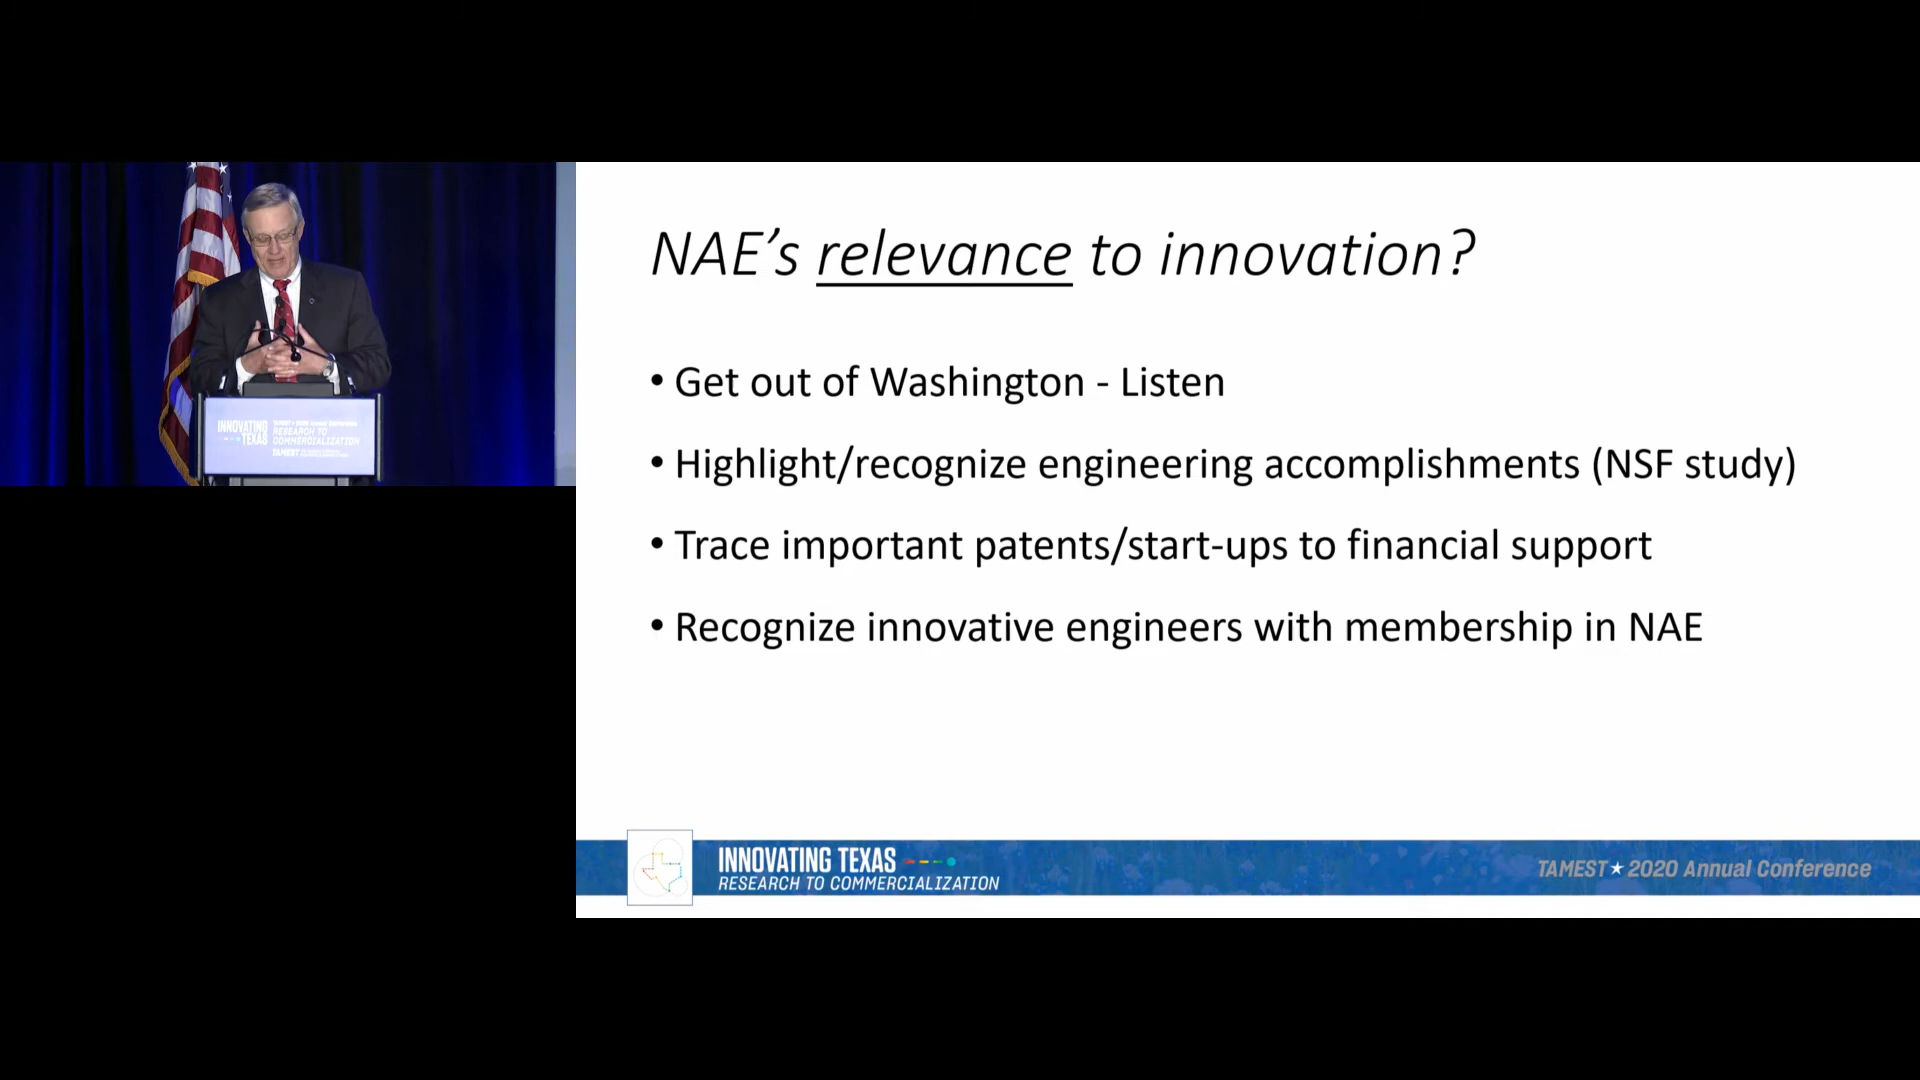 NAE’s relevance to innovation?
• Get out of Washington - Listen
• Highlight/recognize engineering accomplishments (NSF study)
• Trace important patents/start-ups to financial support
• Recognize innovative engineers with membership in NAE
INNOVATING TEXAS
RESEARCH TO COMMERCIALIZATION
TAMEST★2020 Annual Conference
INNOVATING
TEXAS
RESEARCH TO
COMMERCIALIZATION
TAMEST